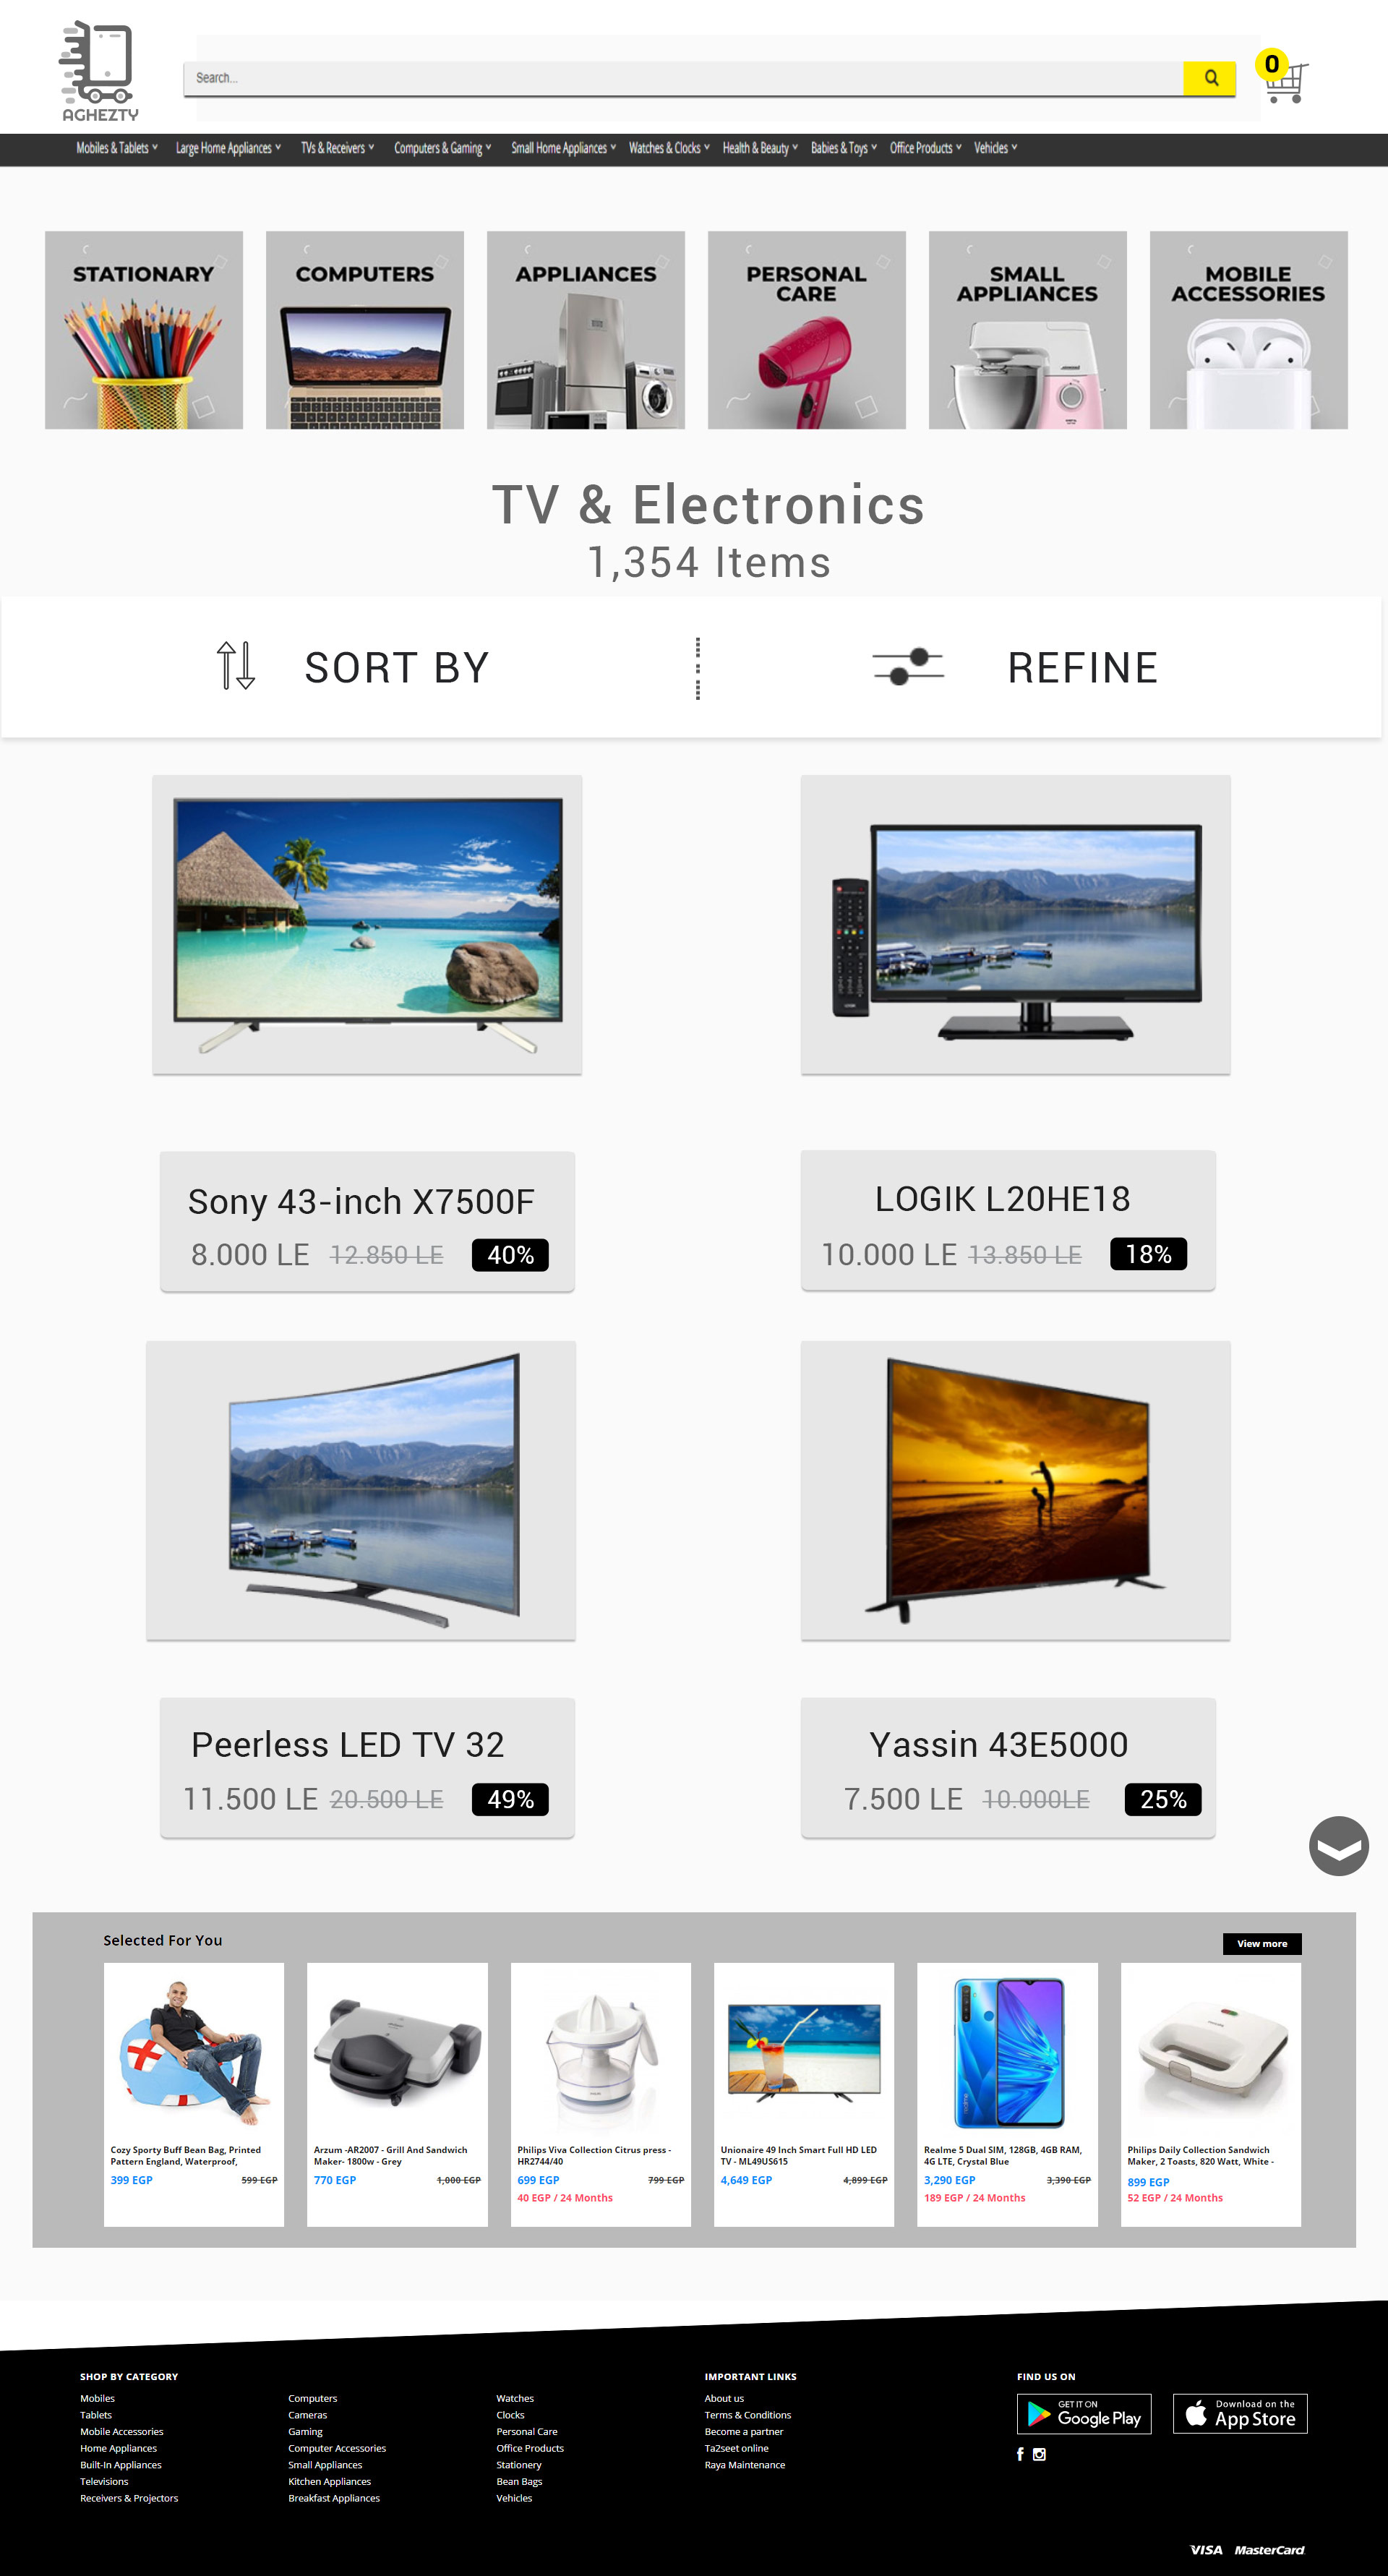 AGHEZTY
Search...
0
Mobiles & Tablets Large Home Appliances TVs & Receivers Computers & Gaming Small Home Appliances Watches & Clocks Health & Beauty Babies & Toys Office Products Vehicles
STATIONARY
COMPUTERS
APPLIANCES
PERSONAL
CARE
SMALL
APPLIANCES
MOBILE
ACCESSORIES
TV & Electronics
1,354 Items
SORT BY
REFINE
Sony 43-inch X7500F
8.000 LE 12.850 LE 40%
LOGIK L20HE18
10.000 LE 13.850 LE 18%
Peerless LED TV 32
11.500 LE 20.500 LE 49%
Yassin 43E5000
7.500 LE 10.000LE 25%
Selected For You
View more
Cozy Sporty Buff Bean Bag, Printed
Pattern England, Waterproof,
399 EGP 599 EGP
Arzum -AR2007 - Grill And Sandwich
Maker- 1800w - Grey
770 EGP 1,000 EGP
Philips Viva Collection Citrus press -
HR2744/40
699 EGP 799 EGP
40 EGP / 24 Months
Unionaire 49 Inch Smart Full HD LED
TV - ML49US615
4,649 EGP 4,899 EGP
Realme 5 Dual SIM, 128GB, 4GB RAM,
4G LTE, Crystal Blue
3,290 EGP 3,390 EGP
189 EGP / 24 Months
Philips Daily Collection Sandwich
Maker, 2 Toasts, 820 Watt, White -
899 EGP
52 EGP / 24 Months
SHOP BY CATEGORY
Mobiles
Tablets
Mobile Accessories
Home Appliances
Built-In Appliances
Televisions
Receivers & Projectors
Computers
Cameras
Gaming
Computer Accessories
Small Appliances
Kitchen Appliances
Breakfast Appliances
Watches
Clocks
Personal Care
Office Products
Stationery
Bean Bags
Vehicles
IMPORTANT LINKS
About us
Terms & Conditions
Become a partner
Ta2seet online
Raya Maintenance
FIND US ON
GET IT ON
Google Play
Download on the
App Store
VISA MasterCard